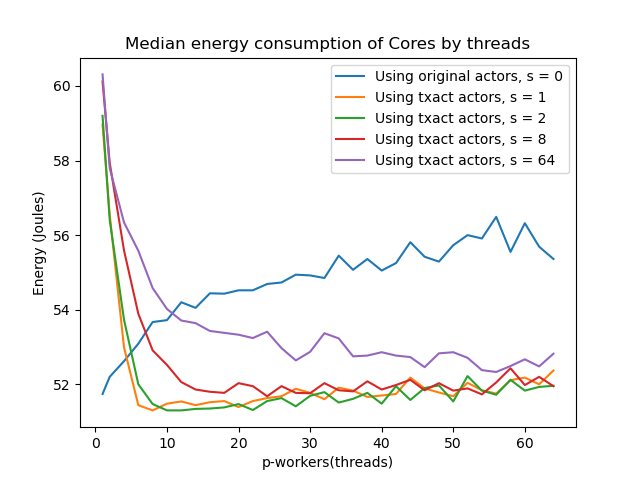 Median energy consumption of Cores by threads
Using original actors, s = 0
Using txact actors, s = 1
Using txact actors, s = 2
Using txact actors, s = 8
Using txact actors, s = 64
Energy (Joules)
60
58
56
54
52
0 10 20 30 40 50 60
p-workers(threads)